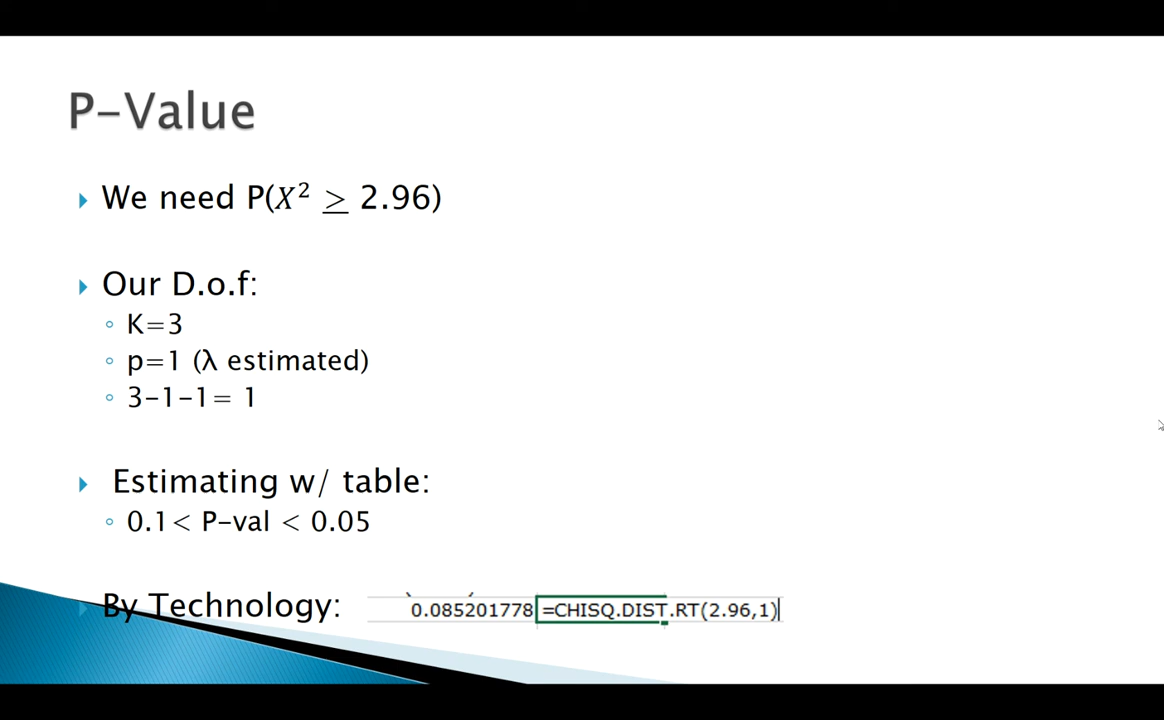 P-Value
We need P(X² ≥ 2.96)
Our D.o.f:
K=3
p=1 (λ estimated)
3-1-1= 1
Estimating w/ table:
0.1< P-val < 0.05
By Technology: 0.085201778 =CHISQ.DIST.RT(2.96,1)